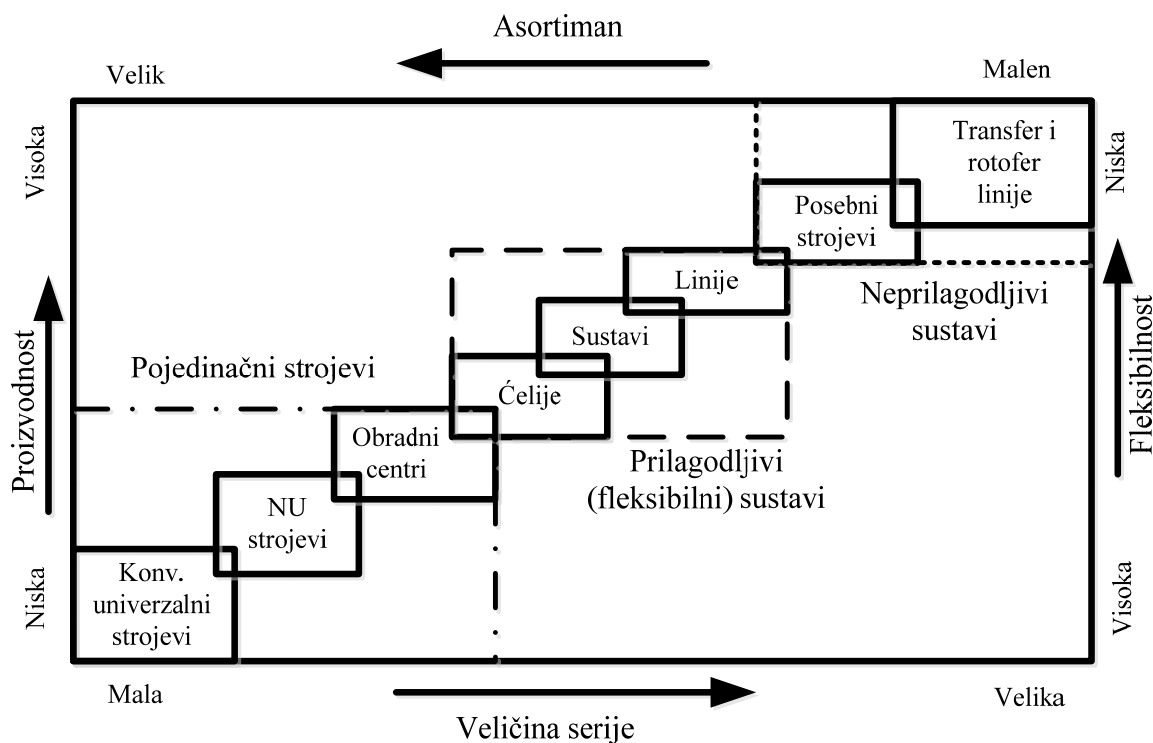 Asortiman
Velik
Malen
Visoka
Niska
Transfer i
rotofer
linije
Posebni
strojevi
Linije
Neprilagodljivi
sustavi
Sustavi
Pojedinačni strojevi
Ćelije
Proizvodnost
Fleksibilnost
Obradni
centri
Prilagodljivi
(fleksibilni) sustavi
NU
strojevi
Konv.
univerzalni
strojevi
Niska
Visoka
Mala
Velika
Veličina serije